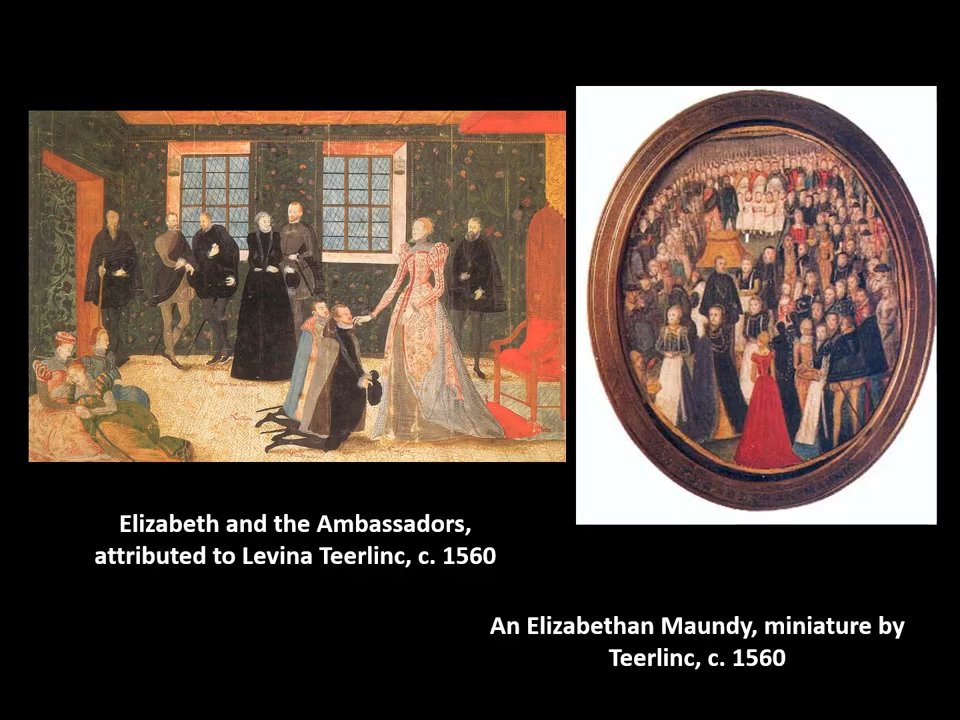 Elizabeth and the Ambassadors,
attributed to Levina Teerlinc, c. 1560
An Elizabethan Maundy, miniature by
Teerlinc, c. 1560